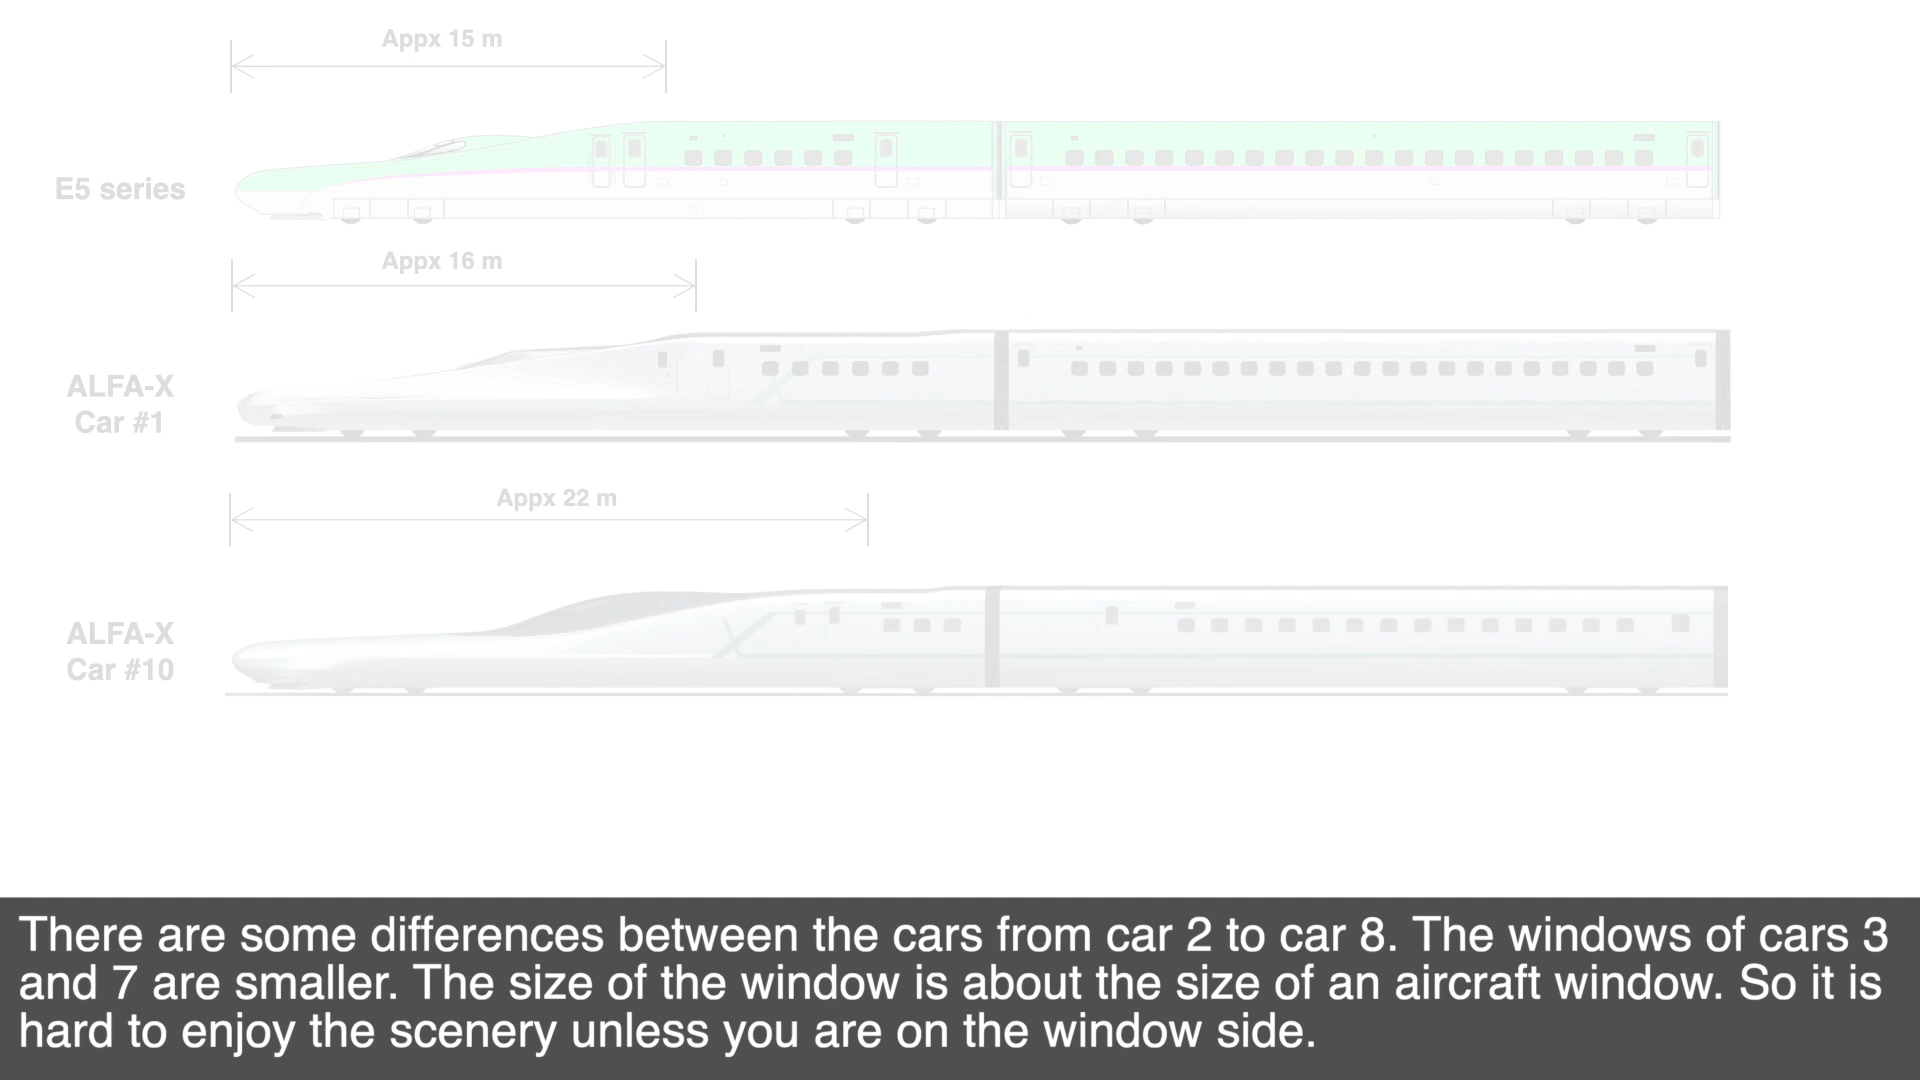 Appx 15 m
E5 series
Appx 16 m
ALFA-X
Car #1
Appx 22 m
ALFA-X
Car #10
There are some differences between the cars from car 2 to car 8. The windows of cars 3
and 7 are smaller. The size of the window is about the size of an aircraft window. So it is
hard to enjoy the scenery unless you are on the window side.